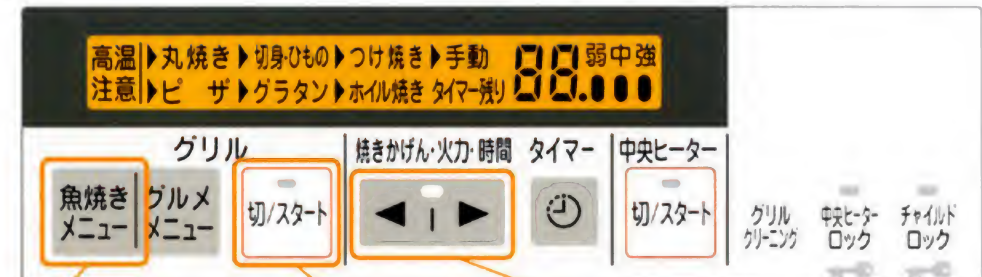 高温 ▶丸焼き ▶切身・ひもの ▶つけ焼き ▶手動 88 弱中強
注意 ▶ピザ ▶グラタン ▶ホイル焼き タイマー残り
グリル 焼きかげん・火力・時間 タイマー 中央ヒーター
魚焼き グルメ
メニュー メニュー
切/スタート ◀ | ▶ 切/スタート
グリル 中央ヒーター チャイルド
クリーニング ロック ロック